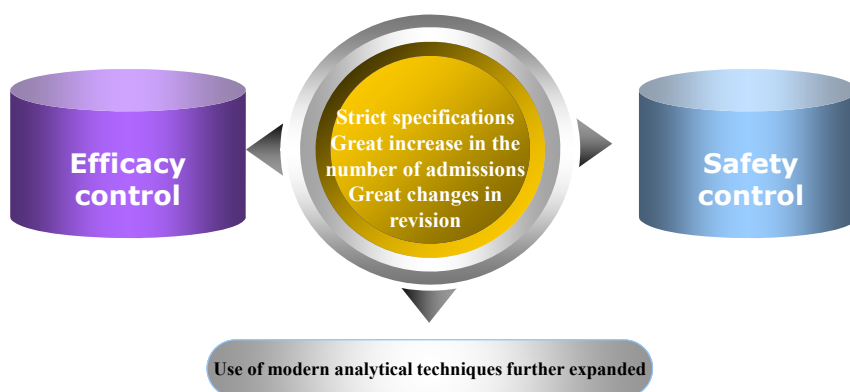 Strict specifications
Great increase in the
number of admissions
Great changes in
revision
Efficacy
control
Safety
control
Use of modern analytical techniques further expanded